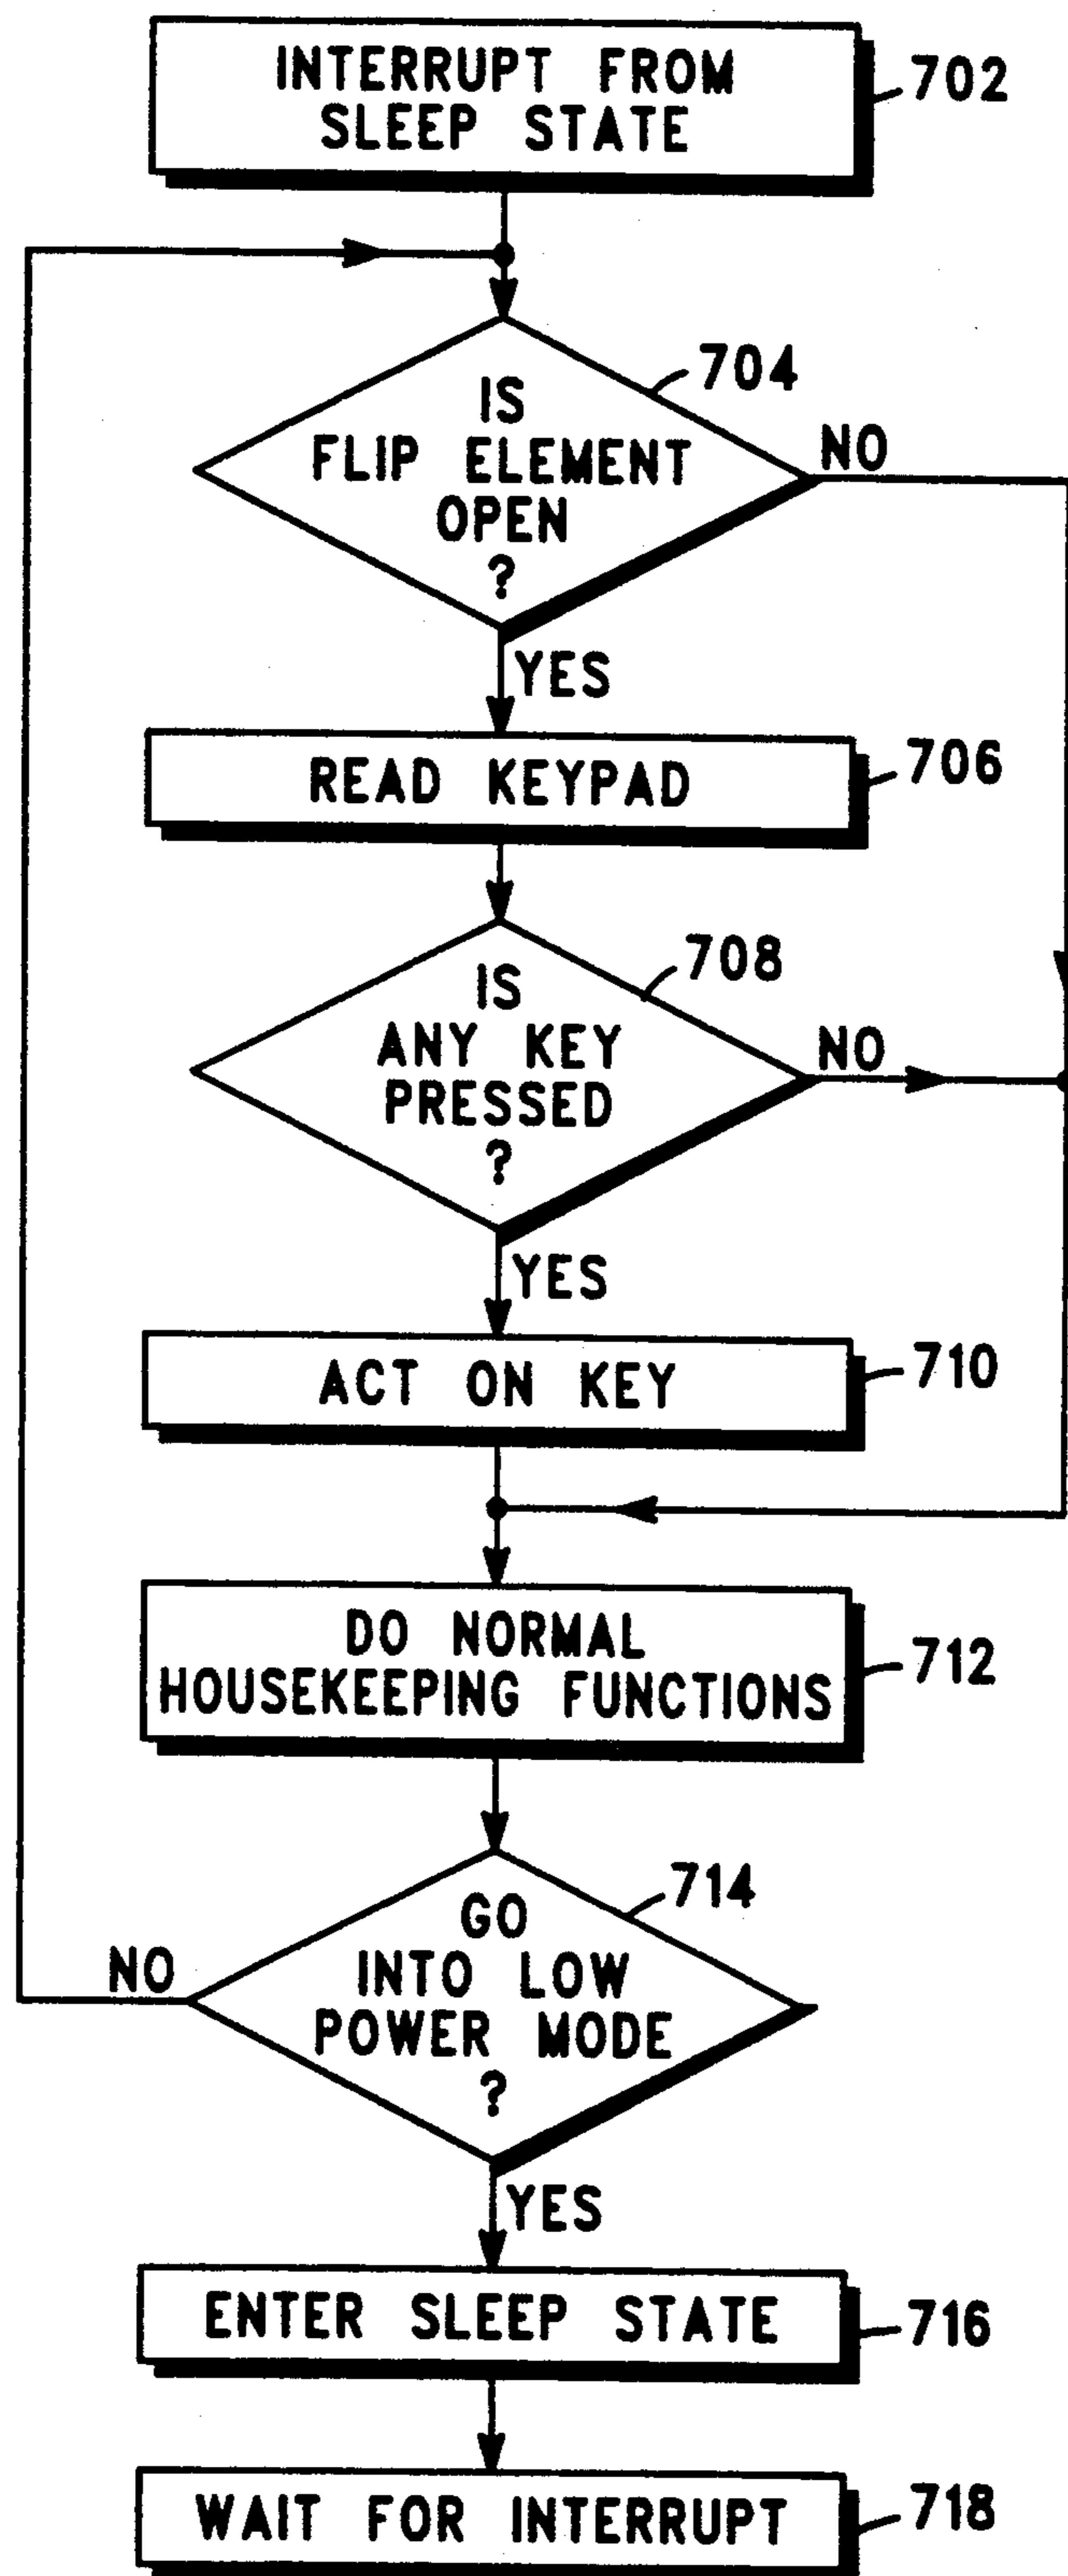 INTERRUPT FROM
SLEEP STATE
702
704
IS
FLIP ELEMENT
OPEN
?
NO
YES
READ KEYPAD
706
708
IS
ANY KEY
PRESSED
?
NO
YES
ACT ON KEY
710
DO NORMAL
HOUSEKEEPING FUNCTIONS
712
714
GO
INTO LOW
POWER MODE
?
NO
YES
ENTER SLEEP STATE
716
WAIT FOR INTERRUPT
718